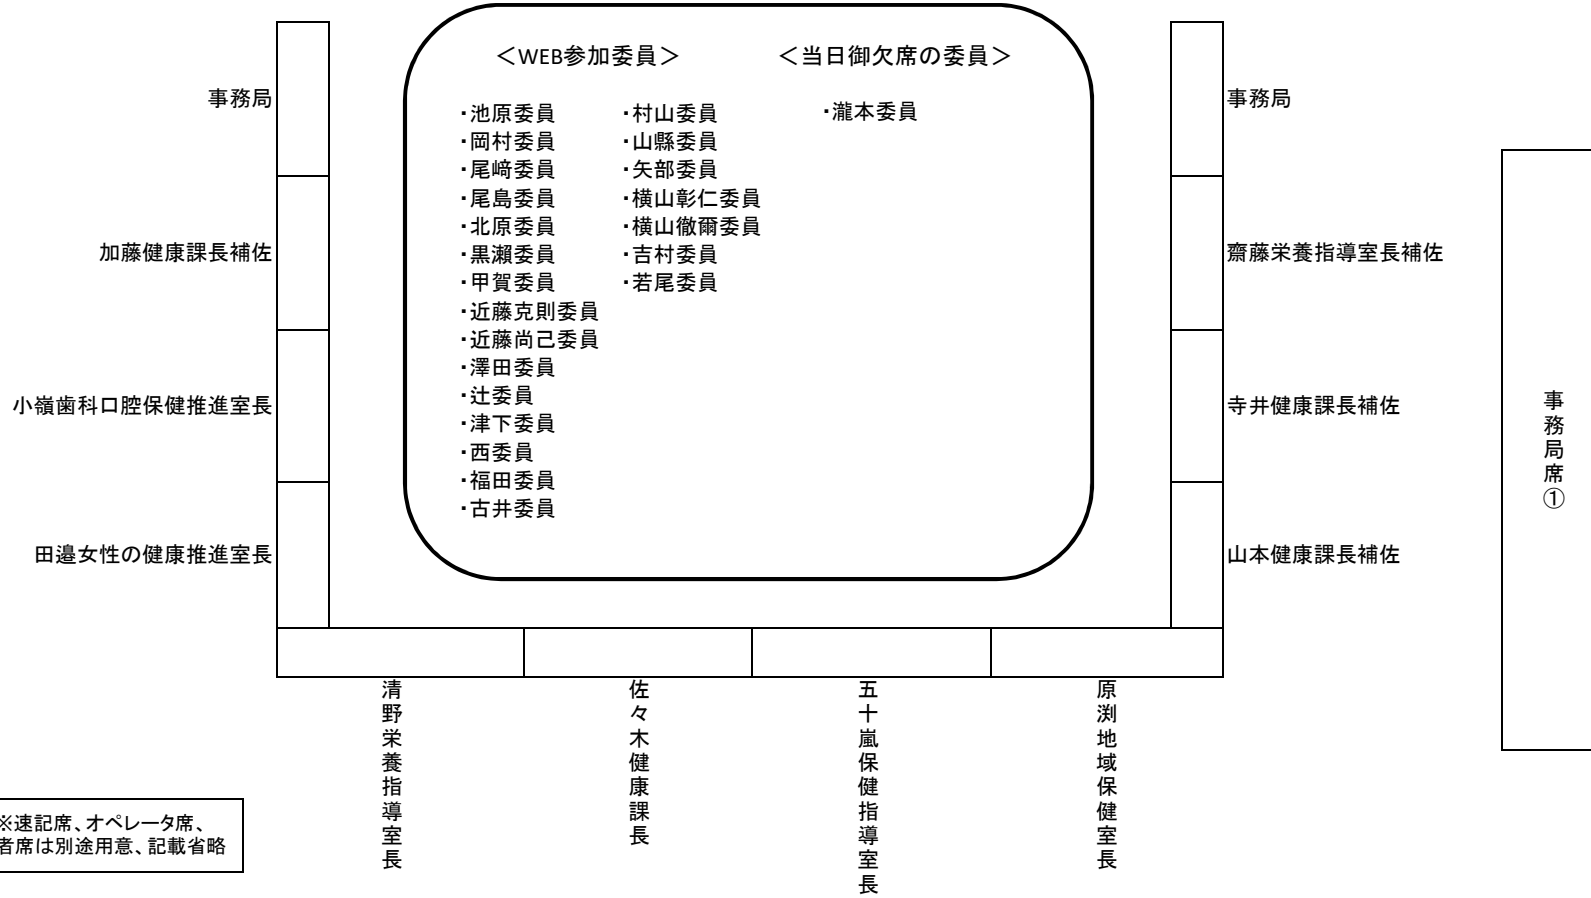 ＜WEB参加委員＞
＜当日御欠席の委員＞
・池原委員
・岡村委員
・尾﨑委員
・尾島委員
・北原委員
・黒瀨委員
・甲賀委員
・近藤克則委員
・近藤尚己委員
・澤田委員
・辻委員
・津下委員
・西委員
・福田委員
・古井委員
・村山委員
・山縣委員
・矢部委員
・横山彰仁委員
・横山徹爾委員
・吉村委員
・若尾委員
・瀧本委員
事務局
加藤健康課長補佐
小嶺歯科口腔保健推進室長
田邉女性の健康推進室長
事務局
齋藤栄養指導室長補佐
寺井健康課長補佐
山本健康課長補佐
事務局席①
清野栄養指導室長
佐々木健康課長
五十嵐保健指導室長
原渕地域保健室長
※速記席、オペレータ席、
者席は別途用意、記載省略